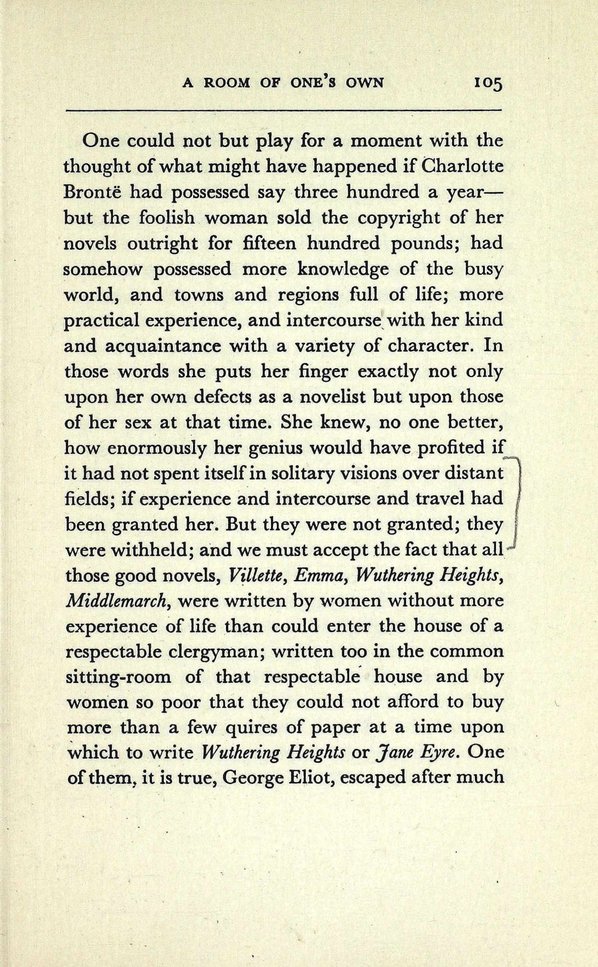 A ROOM OF ONE'S OWN 105
One could not but play for a moment with the
thought of what might have happened if Charlotte
Brontë had possessed say three hundred a year—
but the foolish woman sold the copyright of her
novels outright for fifteen hundred pounds; had
somehow possessed more knowledge of the busy
world, and towns and regions full of life; more
practical experience, and intercourse with her kind
and acquaintance with a variety of character. In
those words she puts her finger exactly not only
upon her own defects as a novelist but upon those
of her sex at that time. She knew, no one better,
how enormously her genius would have profited if
it had not spent itself in solitary visions over distant
fields; if experience and intercourse and travel had
been granted her. But they were not granted; they
were withheld; and we must accept the fact that all
those good novels, Villette, Emma, Wuthering Heights,
Middlemarch, were written by women without more
experience of life than could enter the house of a
respectable clergyman; written too in the common
sitting-room of that respectable house and by
women so poor that they could not afford to buy
more than a few quires of paper at a time upon
which to write Wuthering Heights or Jane Eyre. One
of them, it is true, George Eliot, escaped after much